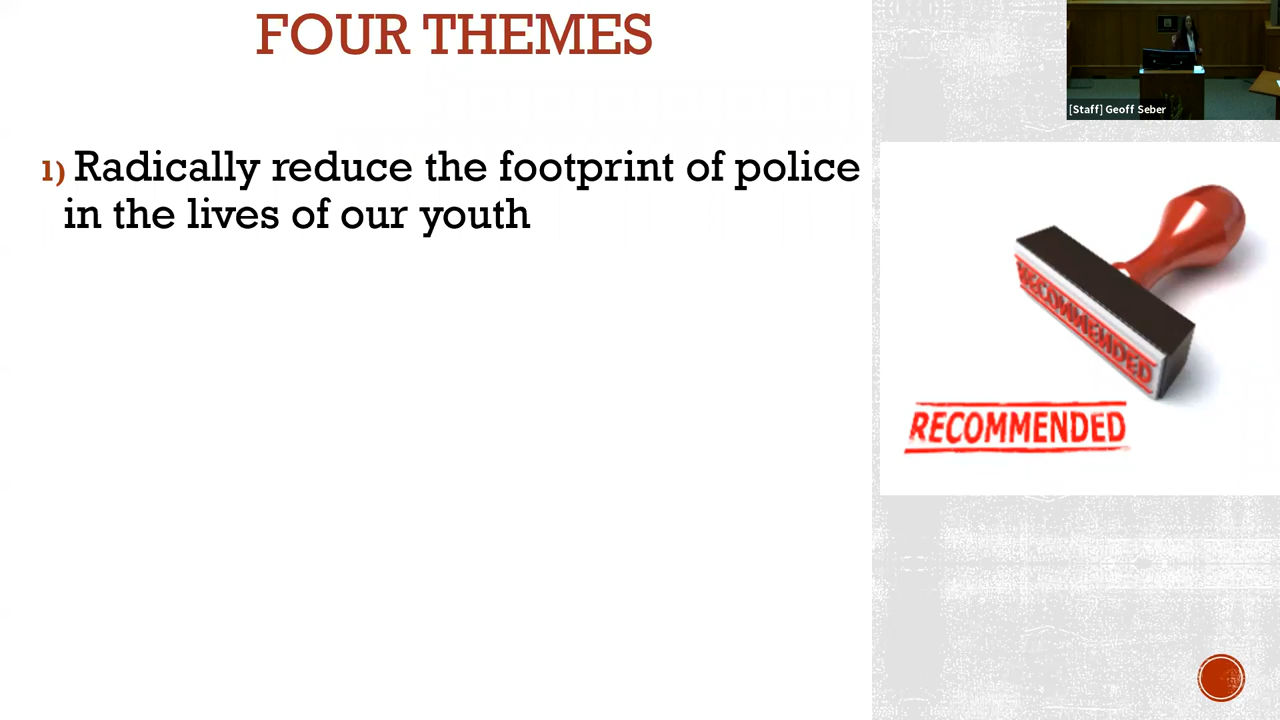 FOUR THEMES
[Staff] Geoff Seber
1) Radically reduce the footprint of police
in the lives of our youth
RECOMMENDED
RECOMMENDED